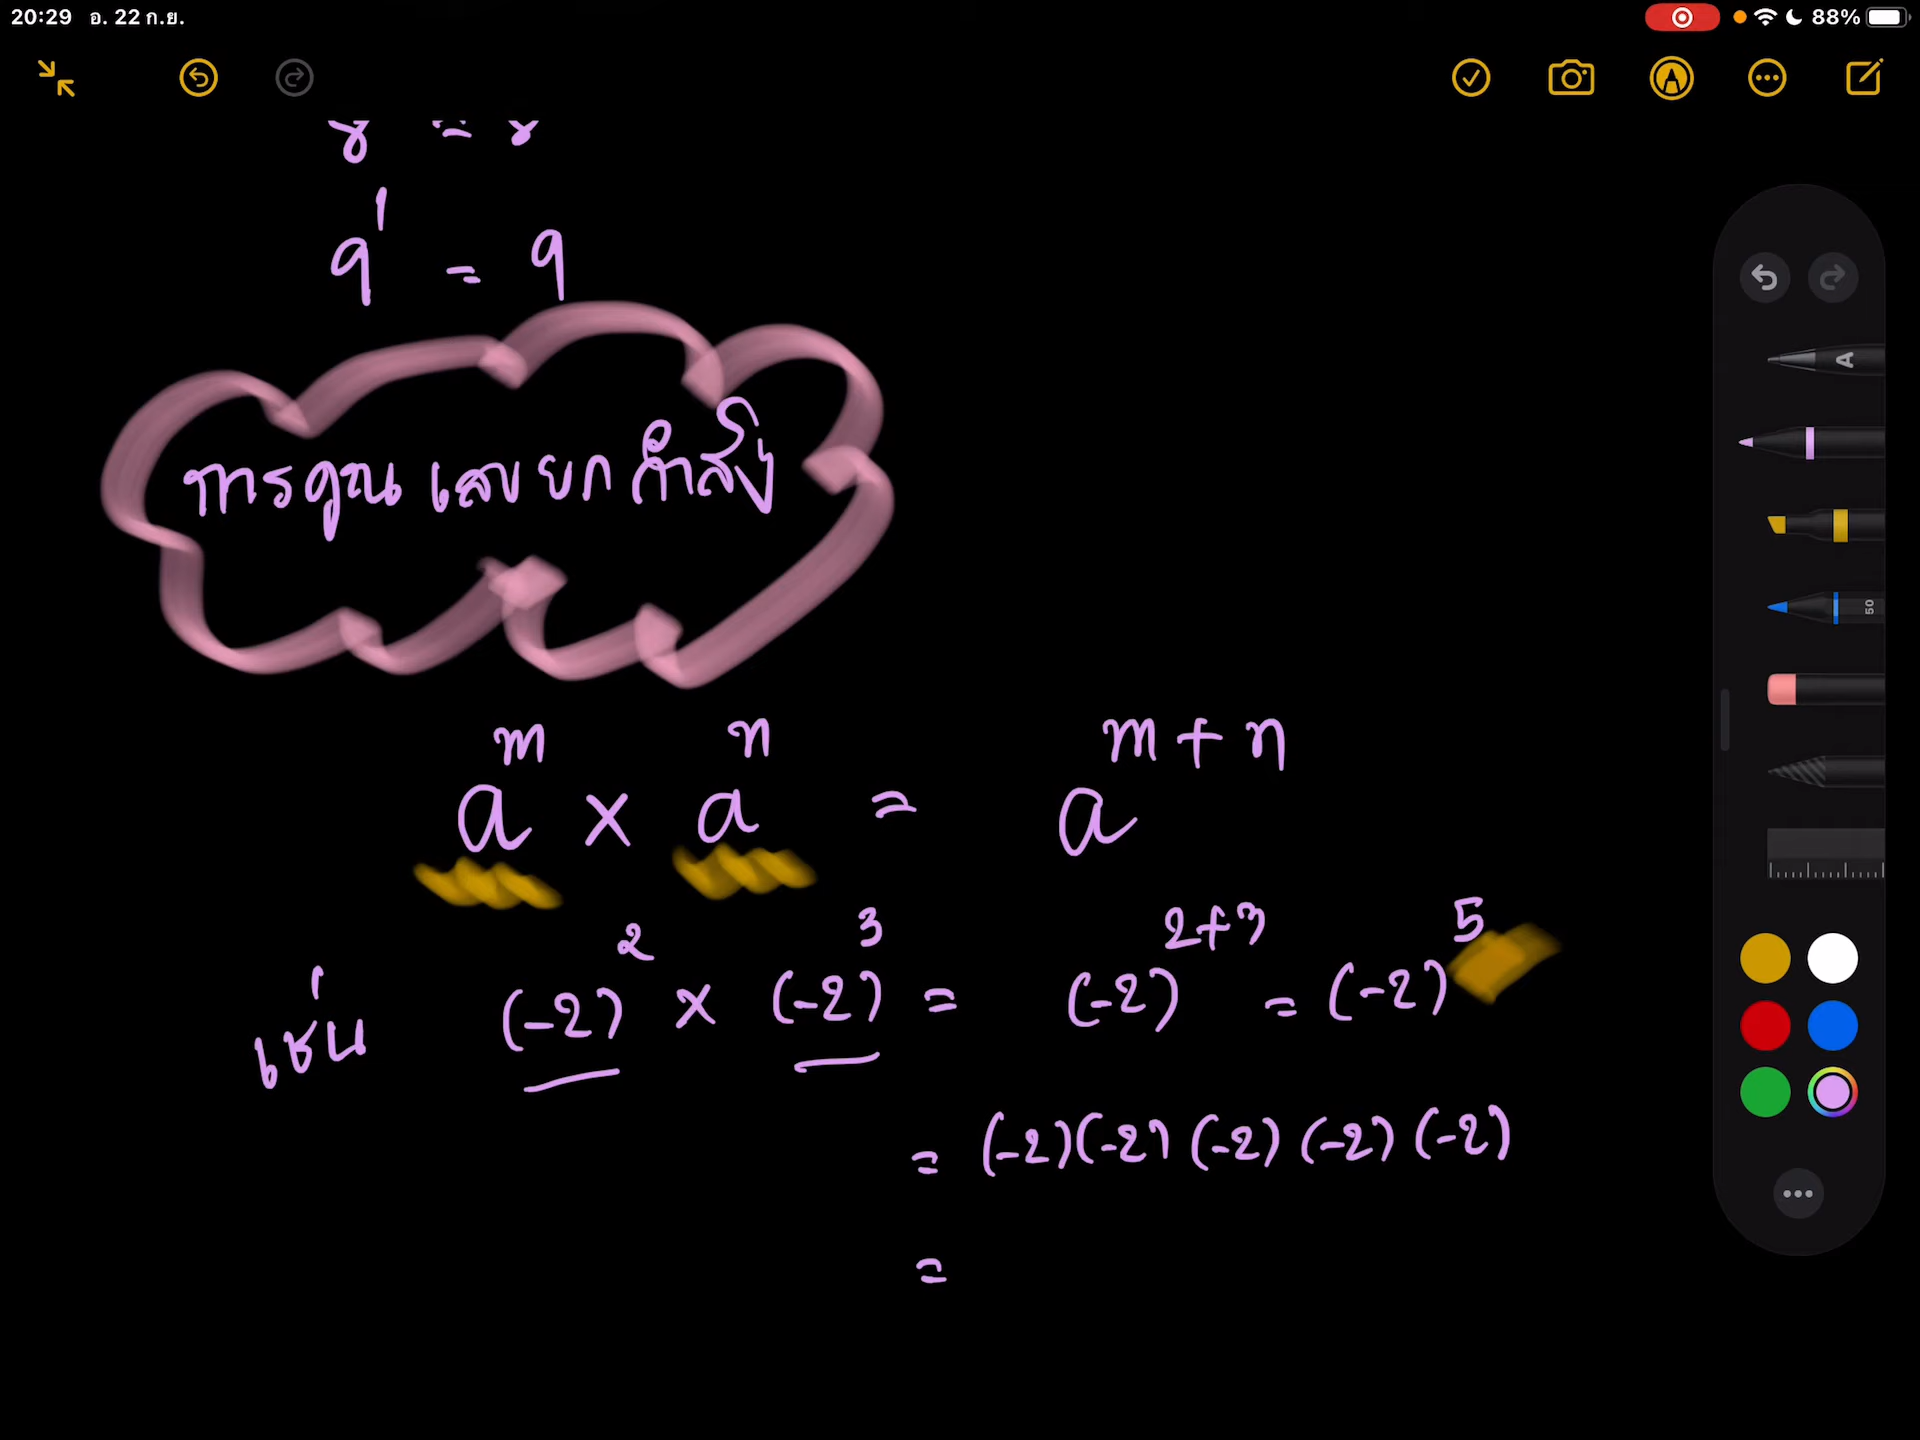 20:29 อ. 22 ก.ย. 88%
9¹ = 9
การคูณ เลข ยก กำลัง
aᵐ × aⁿ = aᵐ⁺ⁿ
เช่น (-2)² × (-2)³ = (-2)²⁺³ = (-2)⁵
= (-2)(-2)(-2)(-2)(-2)
=
A
50